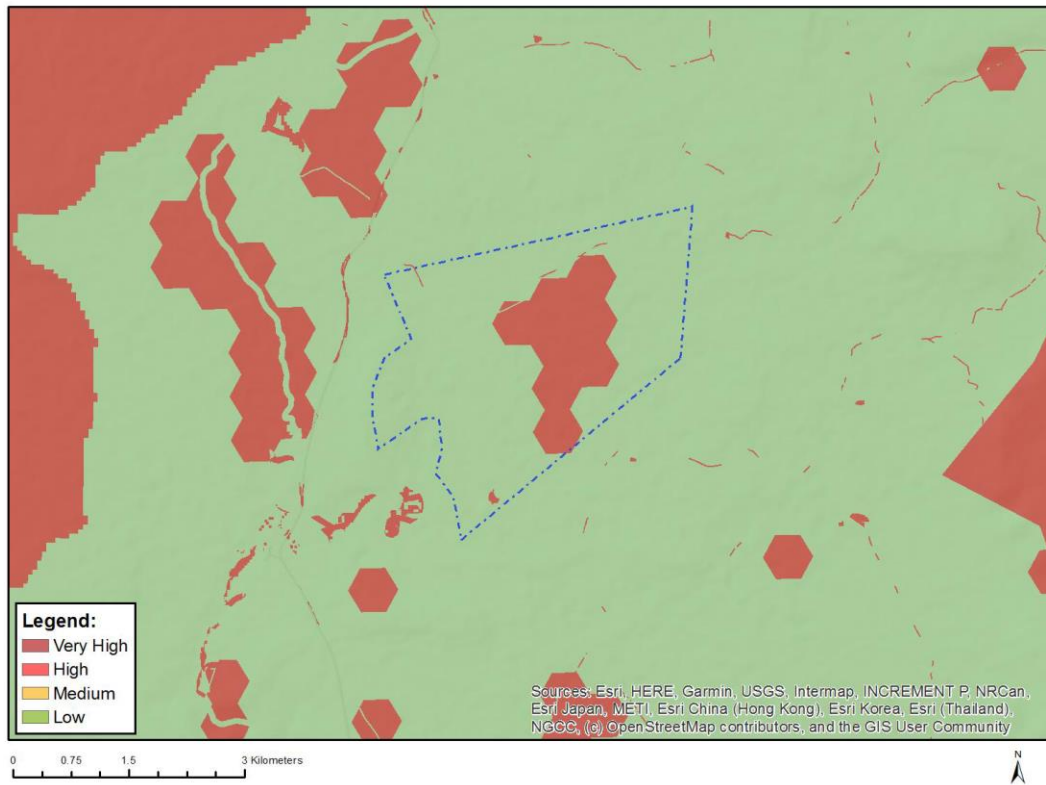 Legend:
Very High
High
Medium
Low
Sources: Esri, HERE, Garmin, USGS, Intermap, INCREMENT P, NRCan,
Esri Japan, METI, Esri China (Hong Kong), Esri Korea, Esri (Thailand),
NGCC, (c) OpenStreetMap contributors, and the GIS User Community
0 0.75 1.5 3 Kilometers
N